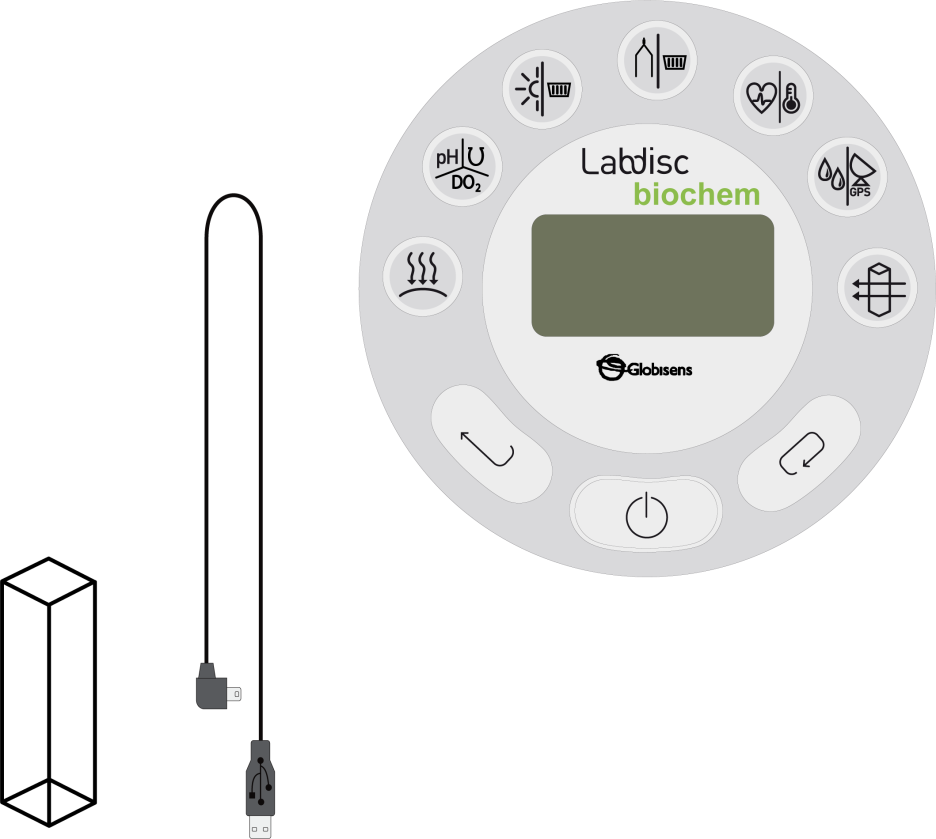 Labdisc
biochem
pH
DO₂
GPS
Globisens